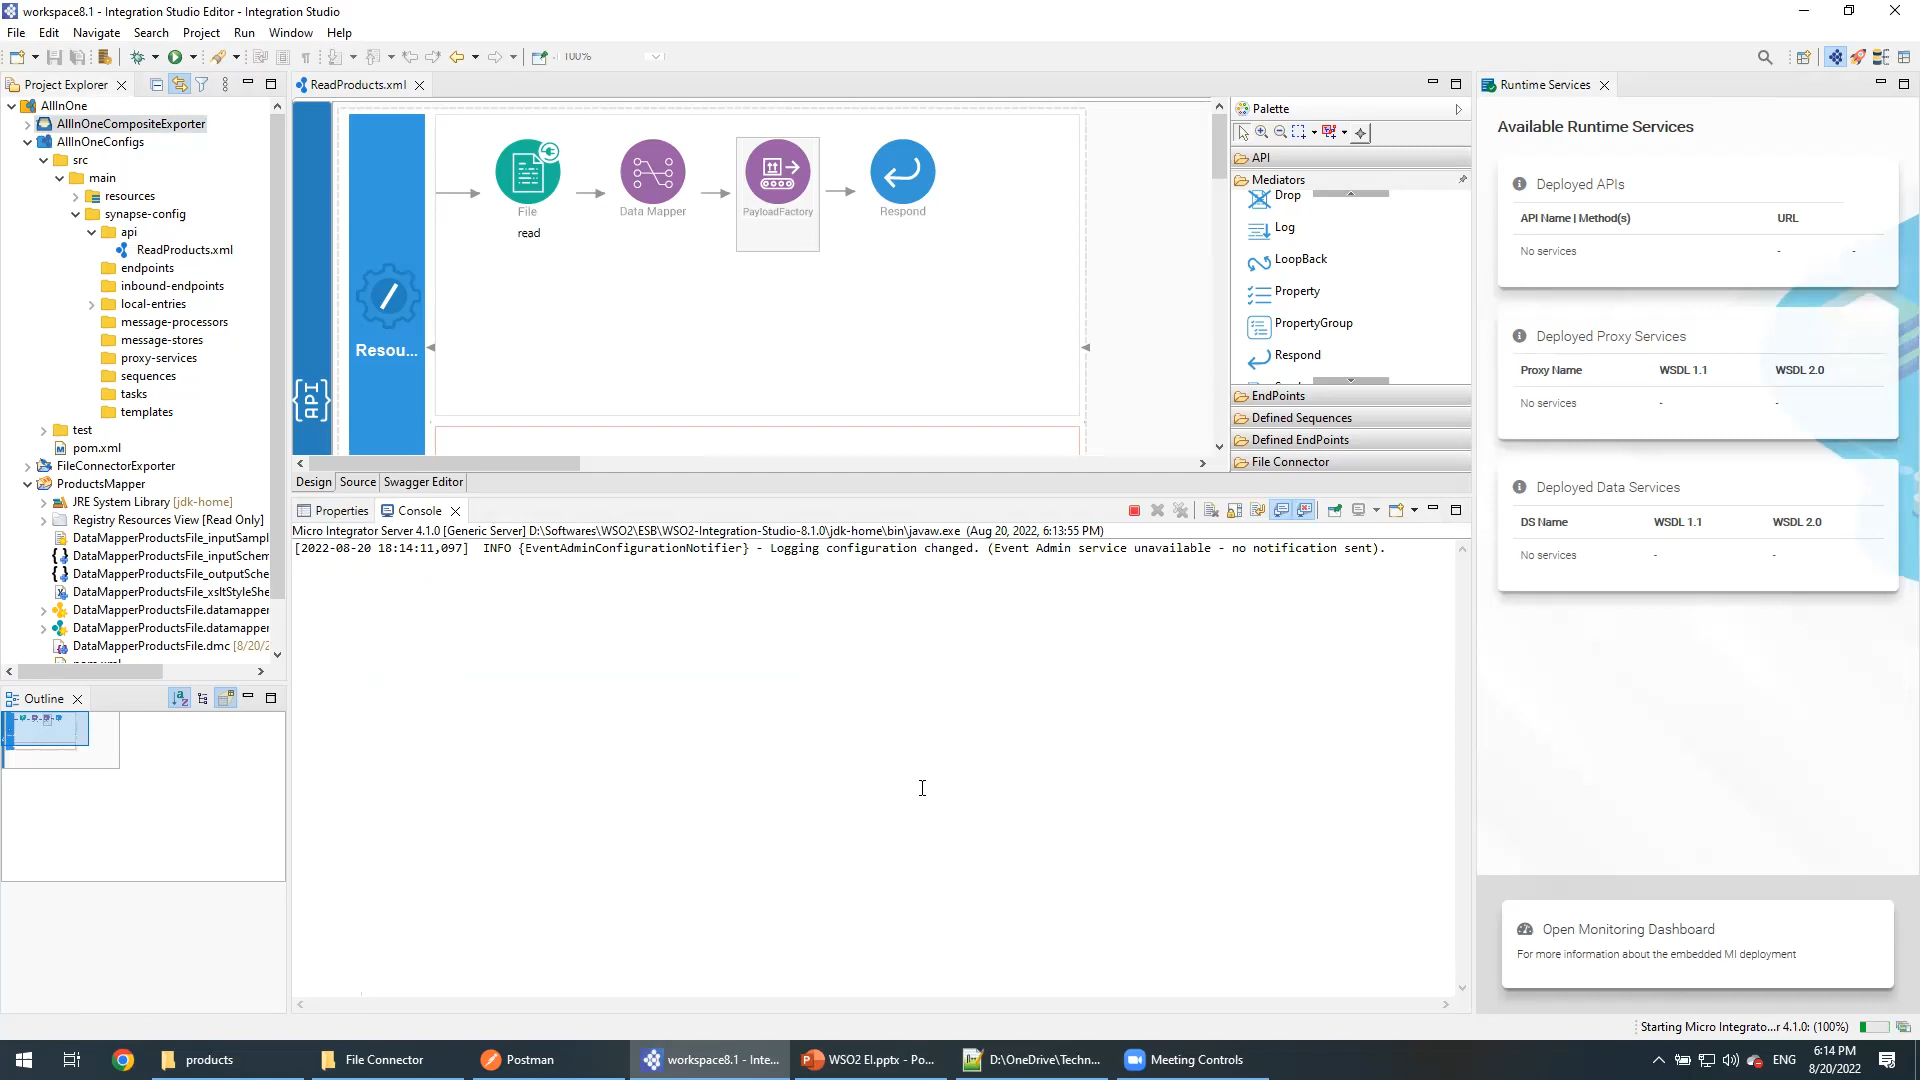 workspace8.1 - Integration Studio Editor - Integration Studio
File Edit Navigate Search Project Run Window Help
100%
Project Explorer
AllInOne
AllInOneCompositeExporter
AllInOneConfigs
src
main
resources
synapse-config
api
ReadProducts.xml
endpoints
inbound-endpoints
local-entries
message-processors
message-stores
proxy-services
sequences
tasks
templates
test
pom.xml
FileConnectorExporter
ProductsMapper
JRE System Library [jdk-home]
Registry Resources View [Read Only]
DataMapperProductsFile_inputSampl
DataMapperProductsFile_inputSchem
DataMapperProductsFile_outputSche
DataMapperProductsFile_xsltStyleShe
DataMapperProductsFile.datamapper
DataMapperProductsFile.datamapper
DataMapperProductsFile.dmc [8/20/2
Outline
ReadProducts.xml
API
Resou...
File
read
Data Mapper
PayloadFactory
Respond
Palette
API
Mediators
Drop
Log
LoopBack
Property
PropertyGroup
Respond
EndPoints
Defined Sequences
Defined EndPoints
File Connector
Design Source Swagger Editor
Properties Console
Micro Integrator Server 4.1.0 [Generic Server] D:\Softwares\WSO2\ESB\WSO2-Integration-Studio-8.1.0\jdk-home\bin\javaw.exe (Aug 20, 2022, 6:13:55 PM)
[2022-08-20 18:14:11,097] INFO {EventAdminConfigurationNotifier} - Logging configuration changed. (Event Admin service unavailable - no notification sent).
Runtime Services
Available Runtime Services
Deployed APIs
API Name | Method(s) URL
No services - -
Deployed Proxy Services
Proxy Name WSDL 1.1 WSDL 2.0
No services - -
Deployed Data Services
DS Name WSDL 1.1 WSDL 2.0
No services - -
Open Monitoring Dashboard
For more information about the embedded MI deployment
Starting Micro Integrato...r 4.1.0: (100%)
products
File Connector
Postman
workspace8.1 - Inte...
WSO2 EI.pptx - Po...
D:\OneDrive\Techn...
Meeting Controls
ENG
6:14 PM
8/20/2022